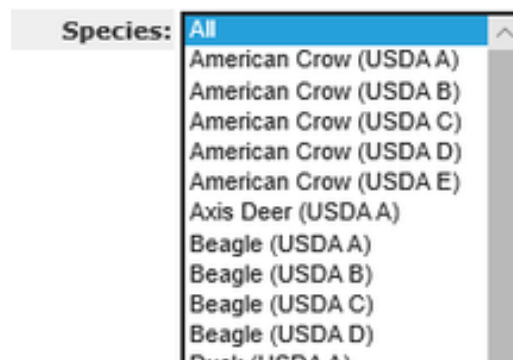 Species:
All
American Crow (USDA A)
American Crow (USDA B)
American Crow (USDA C)
American Crow (USDA D)
American Crow (USDA E)
Axis Deer (USDA A)
Beagle (USDA A)
Beagle (USDA B)
Beagle (USDA C)
Beagle (USDA D)